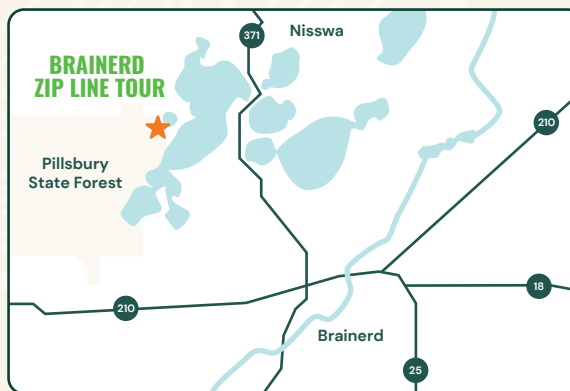 371
Nisswa
BRAINERD
ZIP LINE TOUR
210
Pillsbury
State Forest
18
210
Brainerd
25